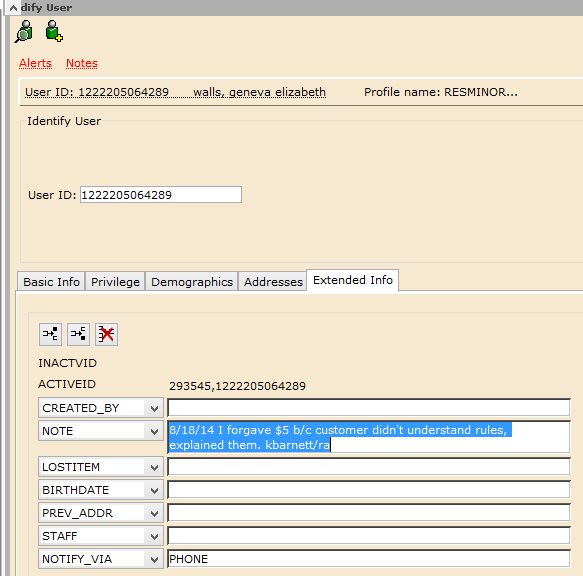 dify User
Alerts Notes
User ID: 1222205064289 walls, geneva elizabeth Profile name: RESMINOR...
Identify User
User ID: 1222205064289
Basic Info Privilege Demographics Addresses Extended Info
INACTVID
ACTIVEID 293545,1222205064289
CREATED_BY
NOTE 8/18/14 I forgave $5 b/c customer didn't understand rules,
explained them. kbarnett/ra
LOSTITEM
BIRTHDATE
PREV_ADDR
STAFF
NOTIFY_VIA PHONE